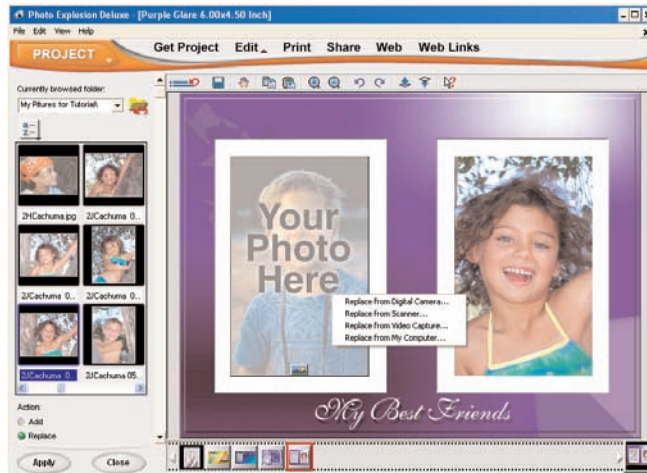 Photo Explosion Deluxe - [Purple Glare 6.00x4.50 Inch]
File Edit View Help
PROJECT
Get Project Edit Print Share Web Web Links
Currently browsed folder:
My Pitures for Tutorial\
a--
z--
2HCachuma.jpg 2JCachuma 0...
2JCachuma 0... 2JCachuma 0...
2JCachuma 0... 2JCachuma 05...
Action:
Add
Replace
Apply Close
Your
Photo
Here
Replace from Digital Camera...
Replace from Scanner...
Replace from Video Capture...
Replace from My Computer...
My Best Friends